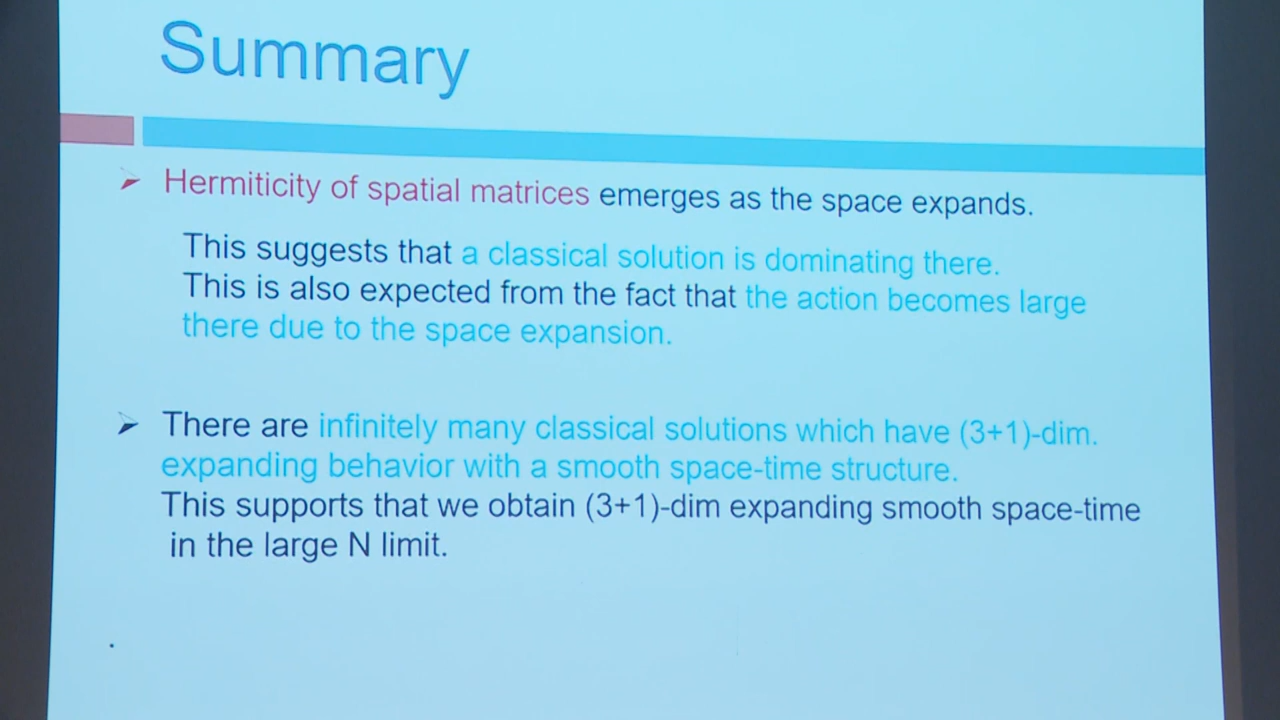 Summary
Hermiticity of spatial matrices emerges as the space expands.
This suggests that a classical solution is dominating there.
This is also expected from the fact that the action becomes large
there due to the space expansion.
There are infinitely many classical solutions which have (3+1)-dim.
expanding behavior with a smooth space-time structure.
This supports that we obtain (3+1)-dim expanding smooth space-time
in the large N limit.